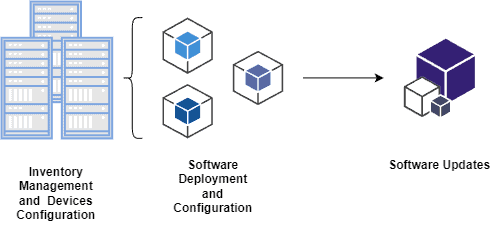 Inventory
Management
and Devices
Configuration
Software
Deployment
and
Configuration
Software Updates